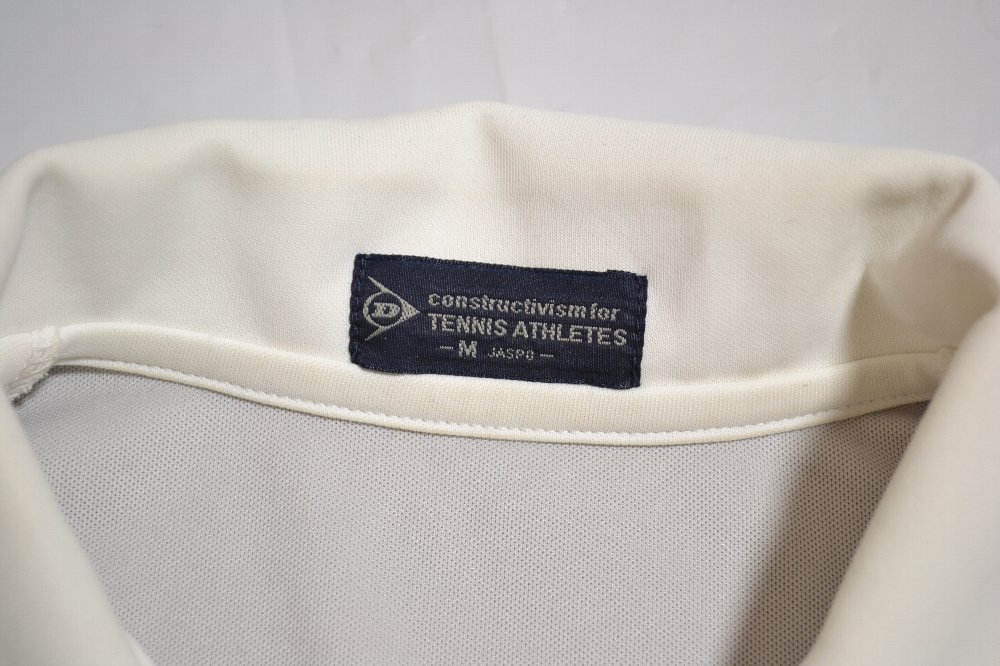 D
constructivism for
TENNIS ATHLETES
- M JASPO -